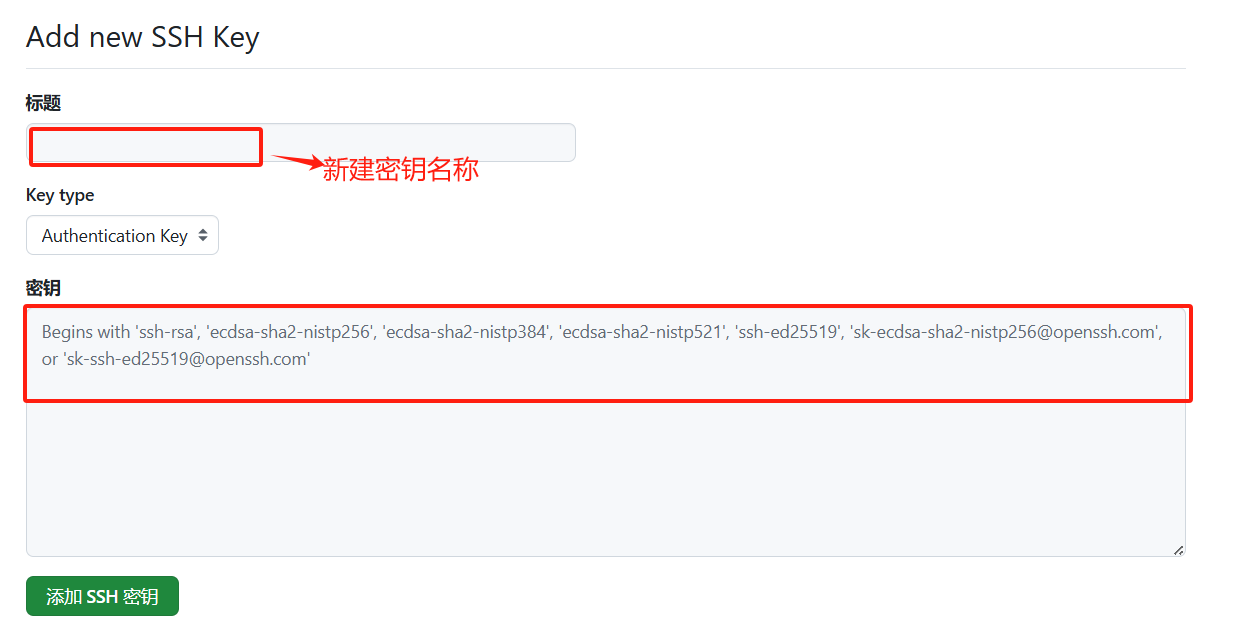 Add new SSH Key
标题
新建密钥名称
Key type
Authentication Key
密钥
Begins with 'ssh-rsa', 'ecdsa-sha2-nistp256', 'ecdsa-sha2-nistp384', 'ecdsa-sha2-nistp521', 'ssh-ed25519', 'sk-ecdsa-sha2-nistp256@openssh.com',
or 'sk-ssh-ed25519@openssh.com'
添加 SSH 密钥